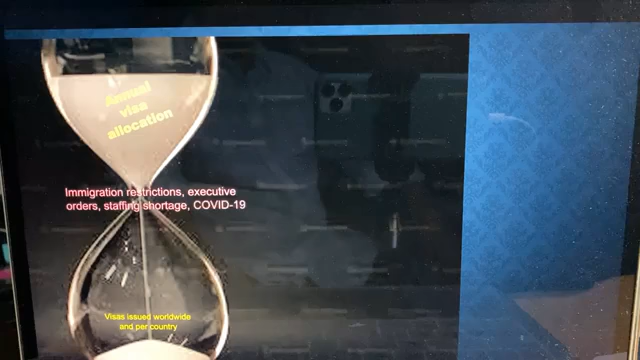 Annual
visa
allocation
Immigration restrictions, executive
orders, staffing shortage, COVID-19
Visas issued worldwide
and per country